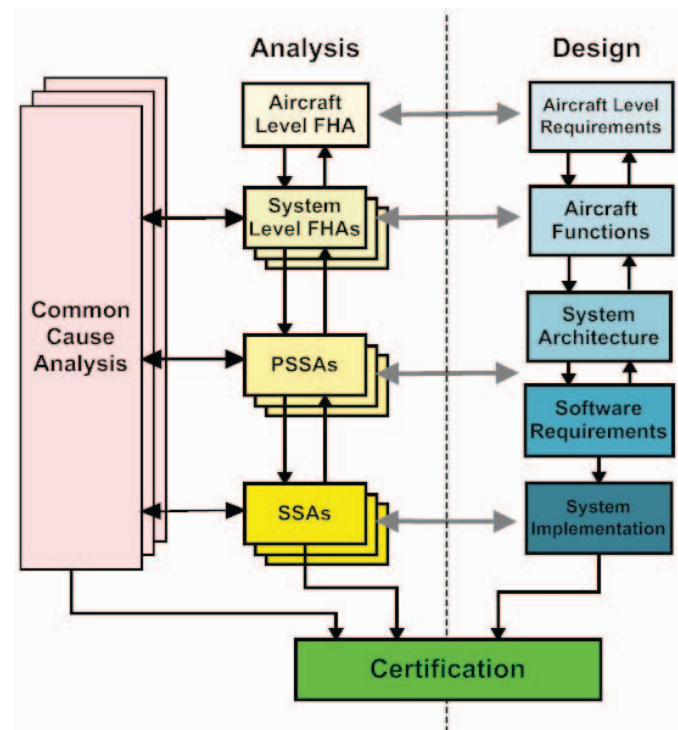 Analysis
Design
Aircraft
Level FHA
Aircraft Level
Requirements
System
Level FHAs
Aircraft
Functions
Common
Cause
Analysis
System
Architecture
PSSAs
Software
Requirements
SSAs
System
Implementation
Certification